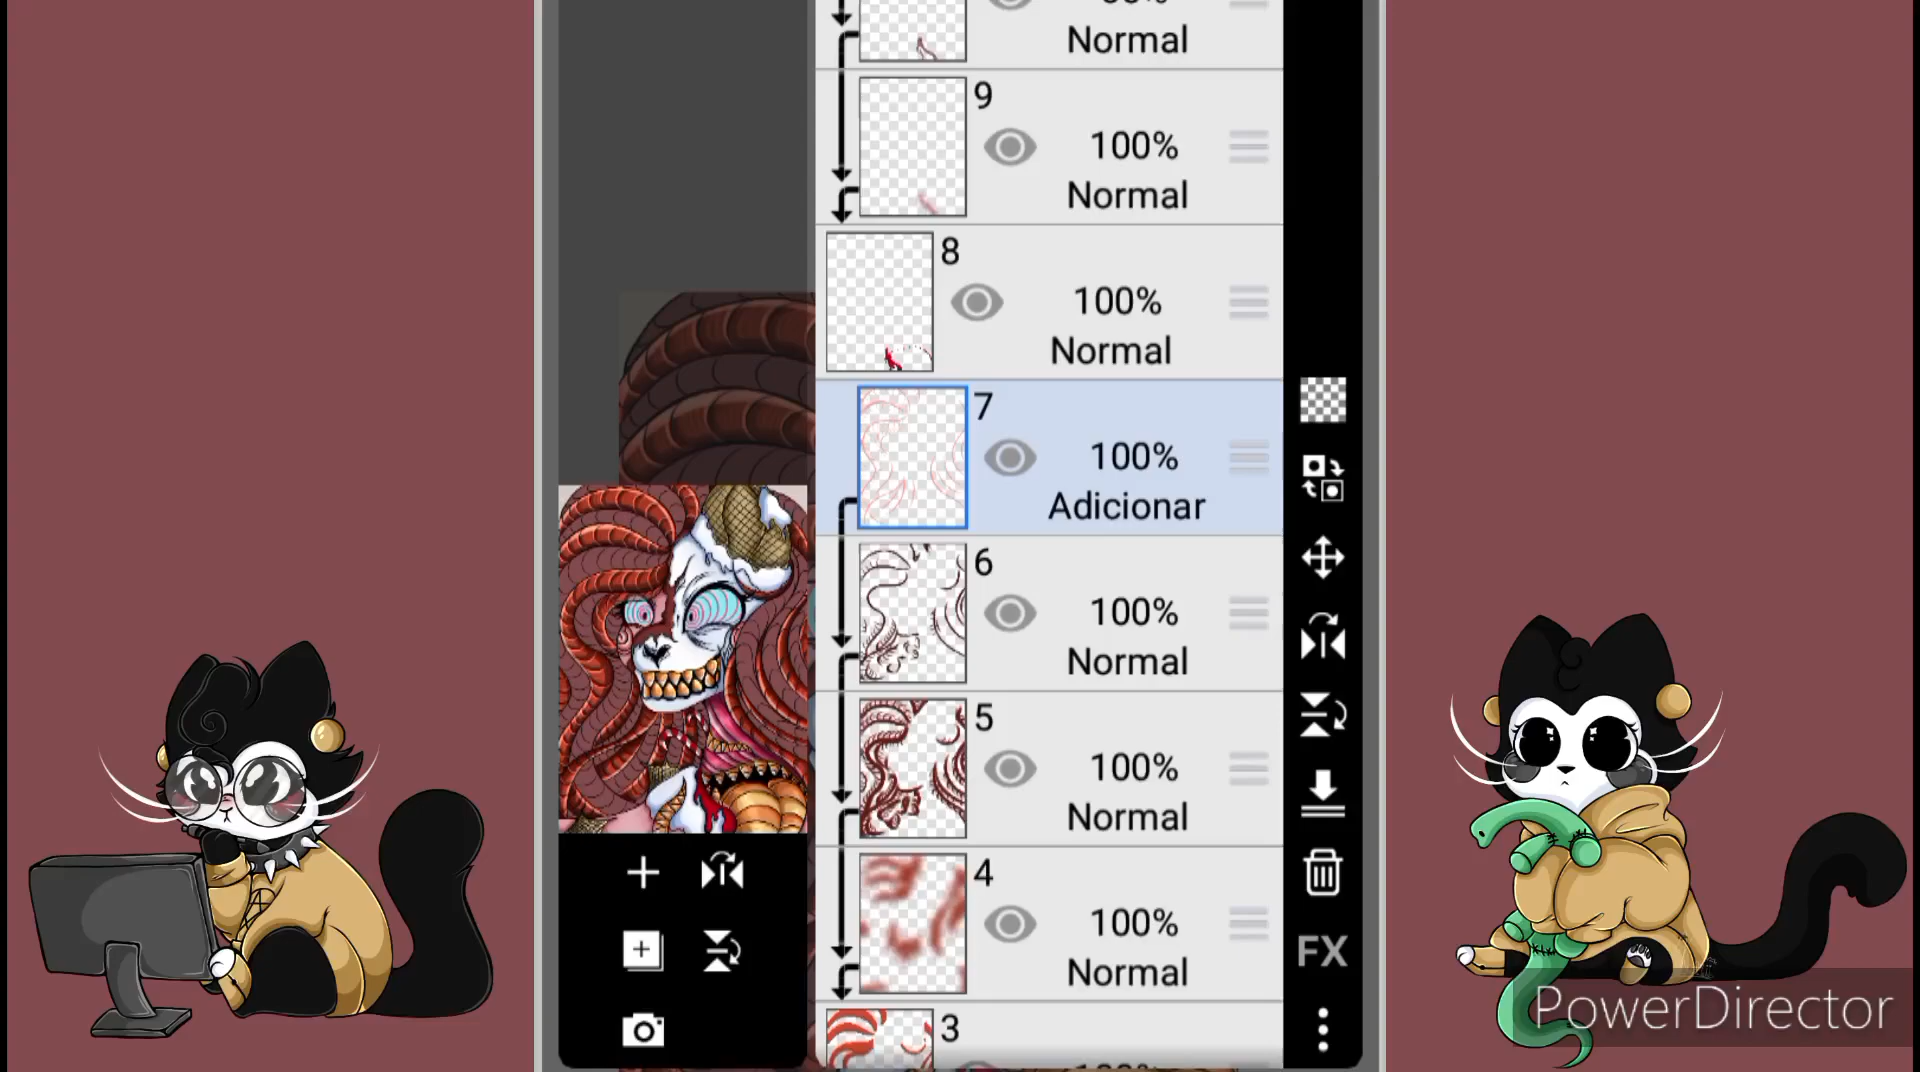 Normal
9
100%
Normal
8
100%
Normal
7
100%
Adicionar
6
100%
Normal
5
100%
Normal
4
100%
Normal
3
FX
PowerDirector